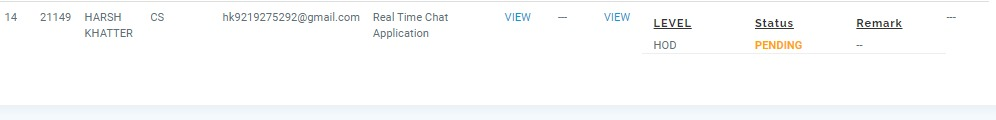 14 21149 HARSH CS hk9219275292@gmail.com Real Time Chat VIEW --- VIEW LEVEL Status Remark ---
KHATTER Application
HOD PENDING --